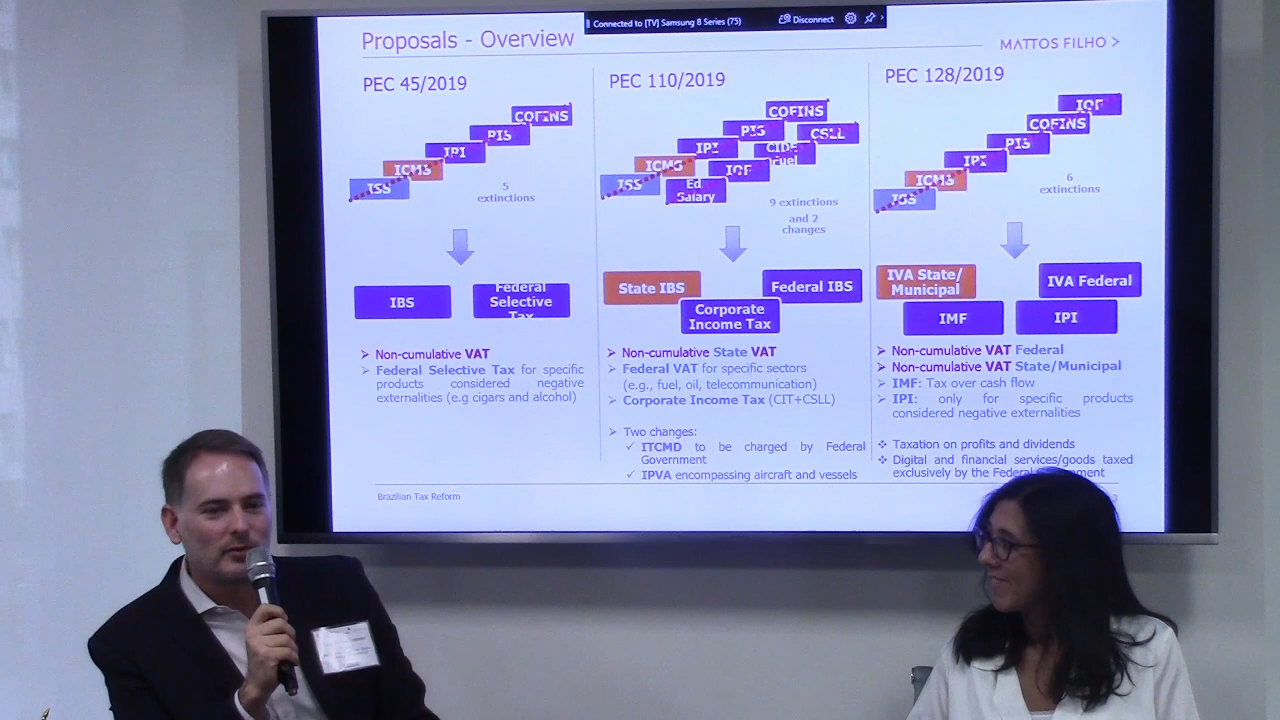 Connected to [TV] Samsung 8 Series (75)
Disconnect
Proposals - Overview
MATTOS FILHO >
PEC 45/2019
COFINS
PIS
IPI
ICMS
ISS
5
extinctions
IBS
Federal
Selective
Tax
Non-cumulative VAT
Federal Selective Tax for specific
products considered negative
externalities (e.g cigars and alcohol)
PEC 110/2019
COFINS
PIS
CSLL
IPI
CIDE
Fuel
ICMS
IOF
ISS
Ed.
Salary
9 extinctions
and 2
changes
State IBS
Federal IBS
Corporate
Income Tax
Non-cumulative State VAT
Federal VAT for specific sectors
(e.g., fuel, oil, telecommunication)
Corporate Income Tax (CIT+CSLL)
Two changes:
ITCMD to be charged by Federal
Government
IPVA encompassing aircraft and vessels
PEC 128/2019
IOF
COFINS
PIS
IPI
ICMS
ISS
6
extinctions
IVA State/
Municipal
IVA Federal
IMF
IPI
Non-cumulative VAT Federal
Non-cumulative VAT State/Municipal
IMF: Tax over cash flow
IPI: only for specific products
considered negative externalities
Taxation on profits and dividends
Digital and financial services/goods taxed
exclusively by the Federal
Brazilian Tax Reform
3